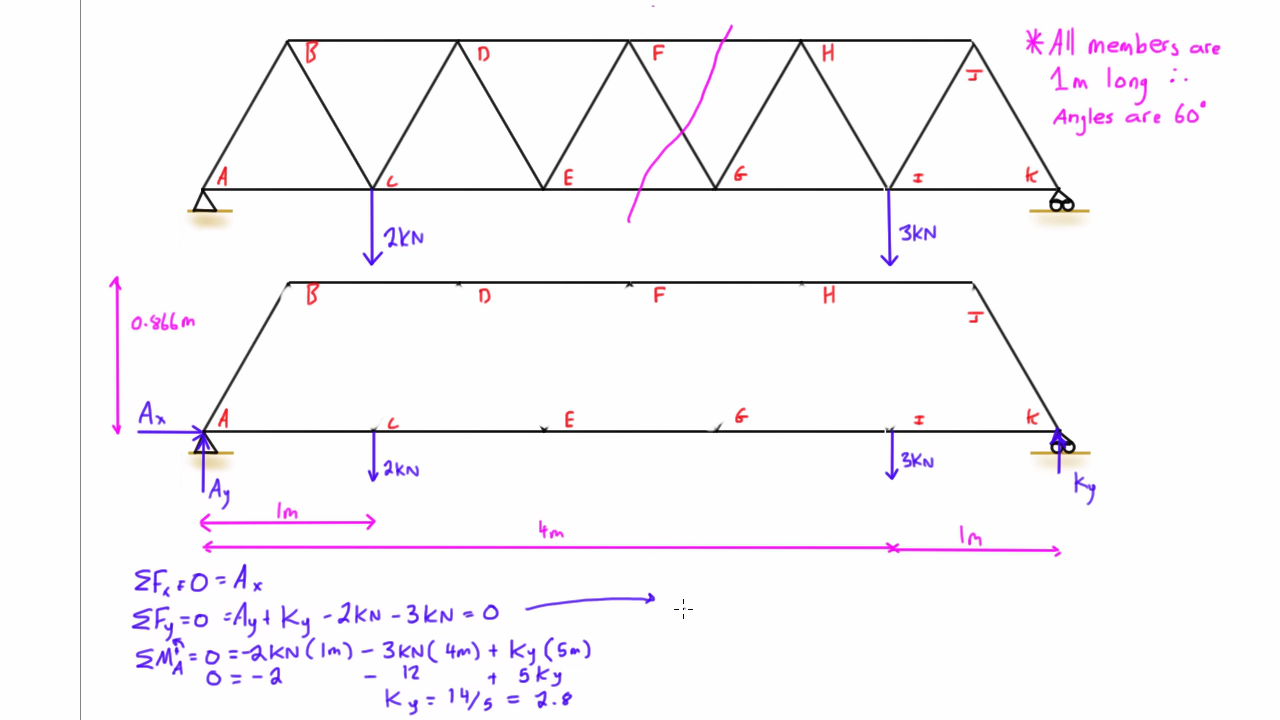 B D F H J
* All members are
1m long ∴
Angles are 60°
A C E G I K
2KN 3KN
B D F H J
0.866m
Ax A C E G I K
2KN 3KN
Ay Ky
1m
4m 1m
ΣFx = 0 = Ax
ΣFy = 0 = Ay + Ky - 2KN - 3KN = 0
ΣMA = 0 = -2KN(1m) - 3KN(4m) + Ky(5m)
0 = -2 - 12 + 5Ky
Ky = 14/5 = 2.8